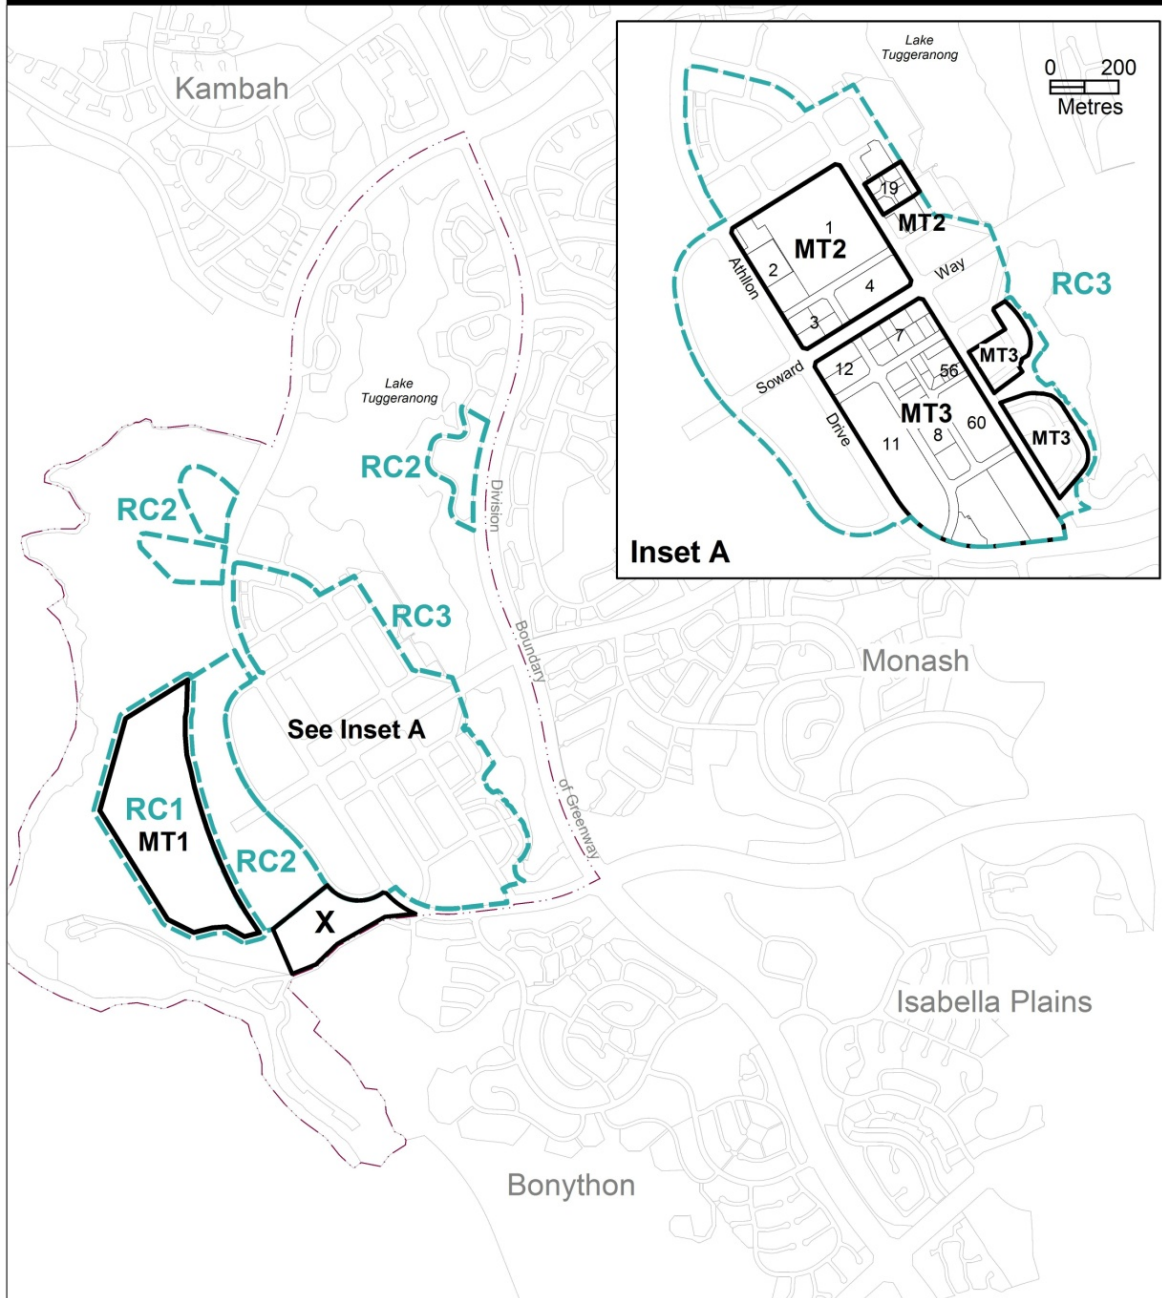 Kambah
Lake
Tuggeranong
RC2
RC2
Division
RC3
Boundary
Monash
See Inset A
of Greenway
RC1
MT1
RC2
X
Isabella Plains
Bonython
Lake
Tuggeranong
0 200
Metres
19
MT2
1
MT2
RC3
Athllon
2
Way
4
3
7
MT3
Soward
12
56
MT3
60
Drive
11
8
MT3
Inset A